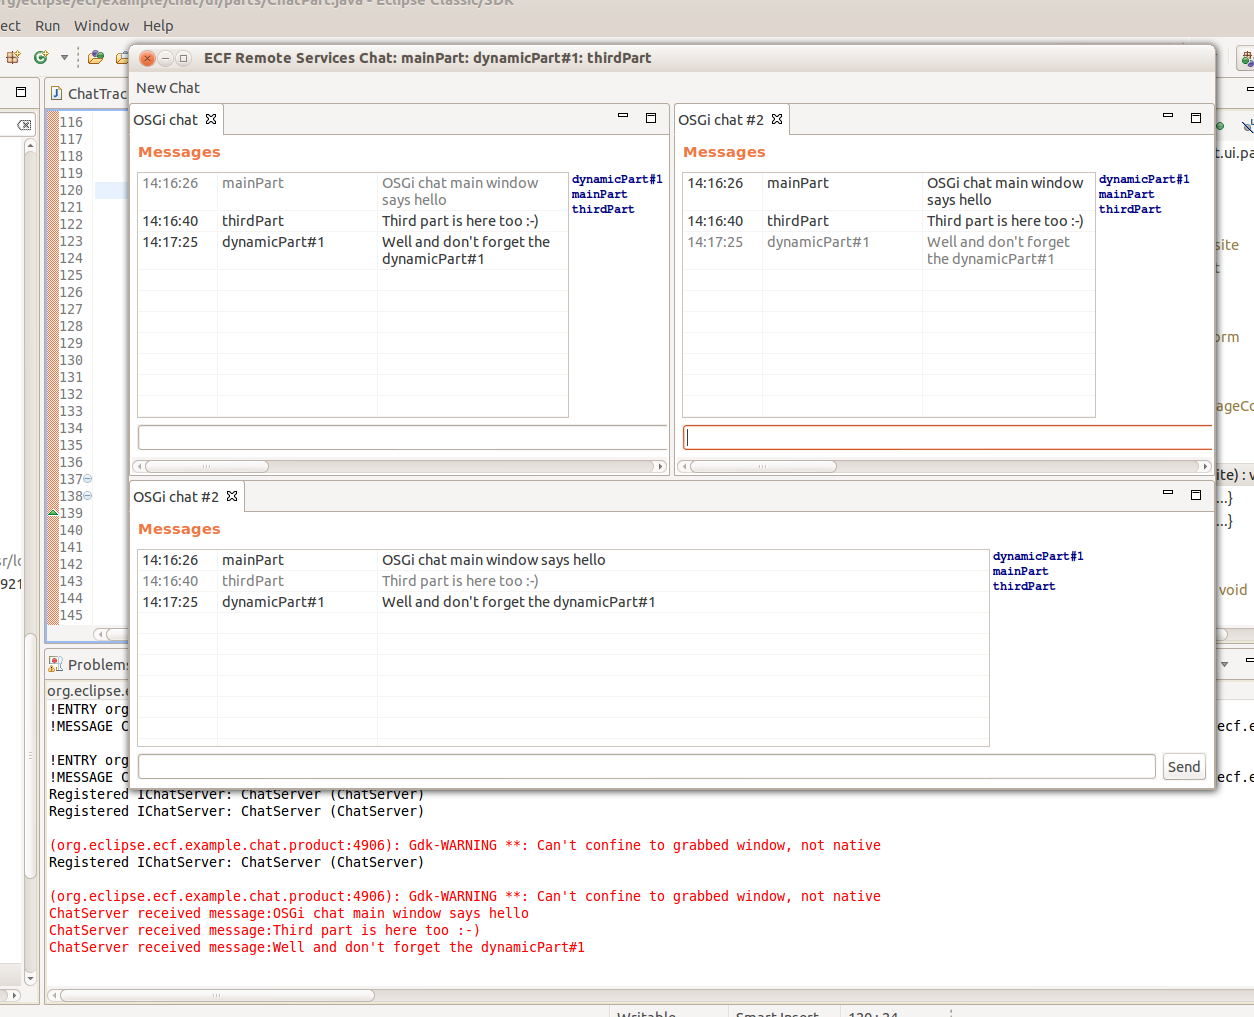 org/eclipse/ecf/example/chat/ui/parts/ChatPart.java - Eclipse Classic/SDK
ect Run Window Help
ECF Remote Services Chat: mainPart: dynamicPart#1: thirdPart
New Chat
ChatTrac
116
117
118
119
120
121
122
123
124
125
126
127
128
129
130
131
132
133
134
135
136
137
138
139
140
141
142
143
144
145
OSGi chat
Messages
14:16:26 mainPart OSGi chat main window
says hello
14:16:40 thirdPart Third part is here too :-)
14:17:25 dynamicPart#1 Well and don't forget the
dynamicPart#1
dynamicPart#1
mainPart
thirdPart
OSGi chat #2
Messages
14:16:26 mainPart OSGi chat main window
says hello
14:16:40 thirdPart Third part is here too :-)
14:17:25 dynamicPart#1 Well and don't forget
the dynamicPart#1
dynamicPart#1
mainPart
thirdPart
OSGi chat #2
Messages
14:16:26 mainPart OSGi chat main window says hello
14:16:40 thirdPart Third part is here too :-)
14:17:25 dynamicPart#1 Well and don't forget the dynamicPart#1
dynamicPart#1
mainPart
thirdPart
Send
t.ui.pa
site
t
orm
ageCo
ite) : v
...}
...}
void
sr/lo
921
Problems
org.eclipse.e
!ENTRY org
!MESSAGE C ecf.e
!ENTRY org
!MESSAGE C ecf.e
Registered IChatServer: ChatServer (ChatServer)
Registered IChatServer: ChatServer (ChatServer)
(org.eclipse.ecf.example.chat.product:4906): Gdk-WARNING **: Can't confine to grabbed window, not native
Registered IChatServer: ChatServer (ChatServer)
(org.eclipse.ecf.example.chat.product:4906): Gdk-WARNING **: Can't confine to grabbed window, not native
ChatServer received message:OSGi chat main window says hello
ChatServer received message:Third part is here too :-)
ChatServer received message:Well and don't forget the dynamicPart#1
Writable Smart Insert 120 : 24